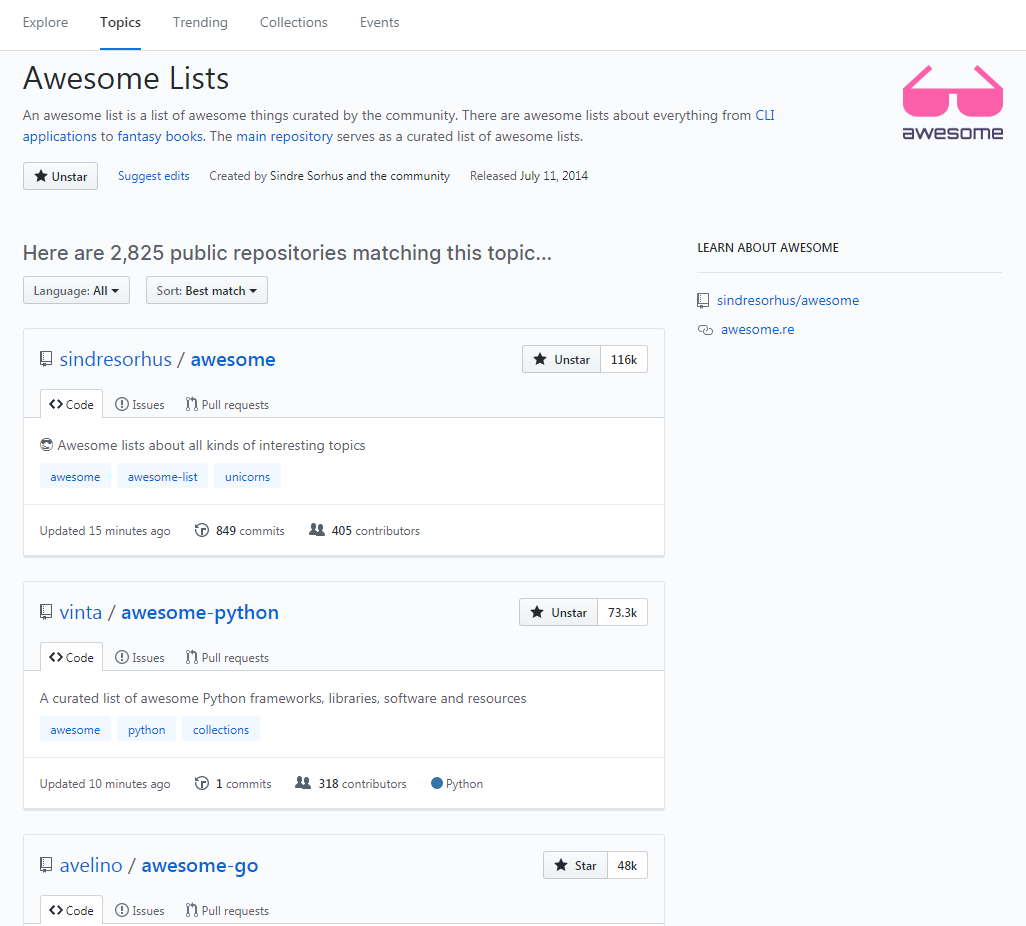 Explore Topics Trending Collections Events
Awesome Lists
An awesome list is a list of awesome things curated by the community. There are awesome lists about everything from CLI
applications to fantasy books. The main repository serves as a curated list of awesome lists.
awesome
Unstar Suggest edits Created by Sindre Sorhus and the community Released July 11, 2014
Here are 2,825 public repositories matching this topic...
Language: All Sort: Best match
LEARN ABOUT AWESOME
sindresorhus/awesome
awesome.re
sindresorhus / awesome Unstar 116k
Code Issues Pull requests
Awesome lists about all kinds of interesting topics
awesome awesome-list unicorns
Updated 15 minutes ago 849 commits 405 contributors
vinta / awesome-python Unstar 73.3k
Code Issues Pull requests
A curated list of awesome Python frameworks, libraries, software and resources
awesome python collections
Updated 10 minutes ago 1 commits 318 contributors Python
avelino / awesome-go Star 48k
Code Issues Pull requests